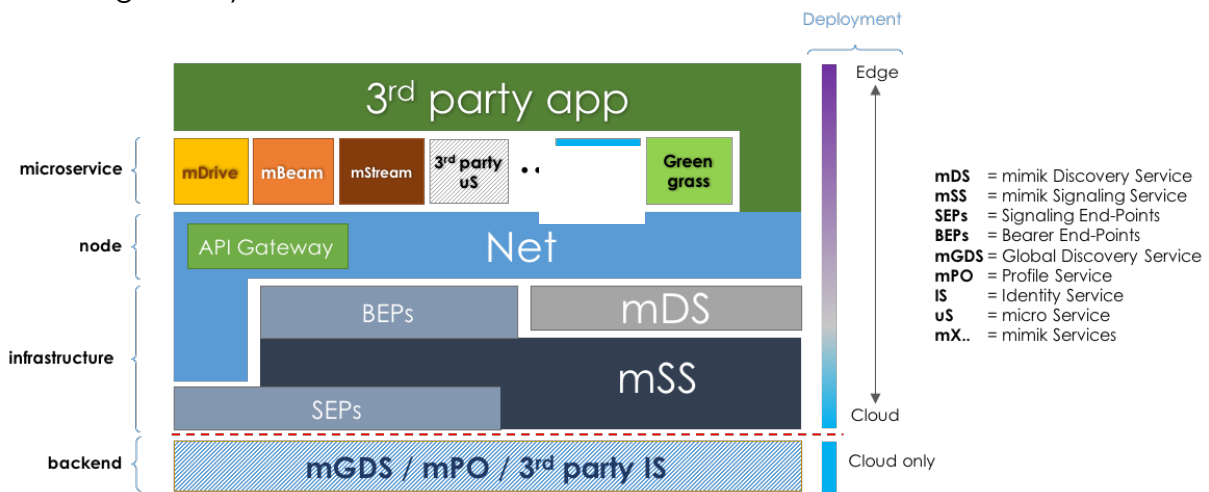 Deployment
3rd party app
Edge
microservice
mDrive
mBeam
mStream
3rd party
uS
••
Green
grass
node
API Gateway
Net
infrastructure
BEPs
mDS
mSS
SEPs
Cloud
backend
mGDS / mPO / 3rd party IS
Cloud only
mDS = mimik Discovery Service
mSS = mimik Signaling Service
SEPs = Signaling End-Points
BEPs = Bearer End-Points
mGDS = Global Discovery Service
mPO = Profile Service
IS = Identity Service
uS = micro Service
mX.. = mimik Services